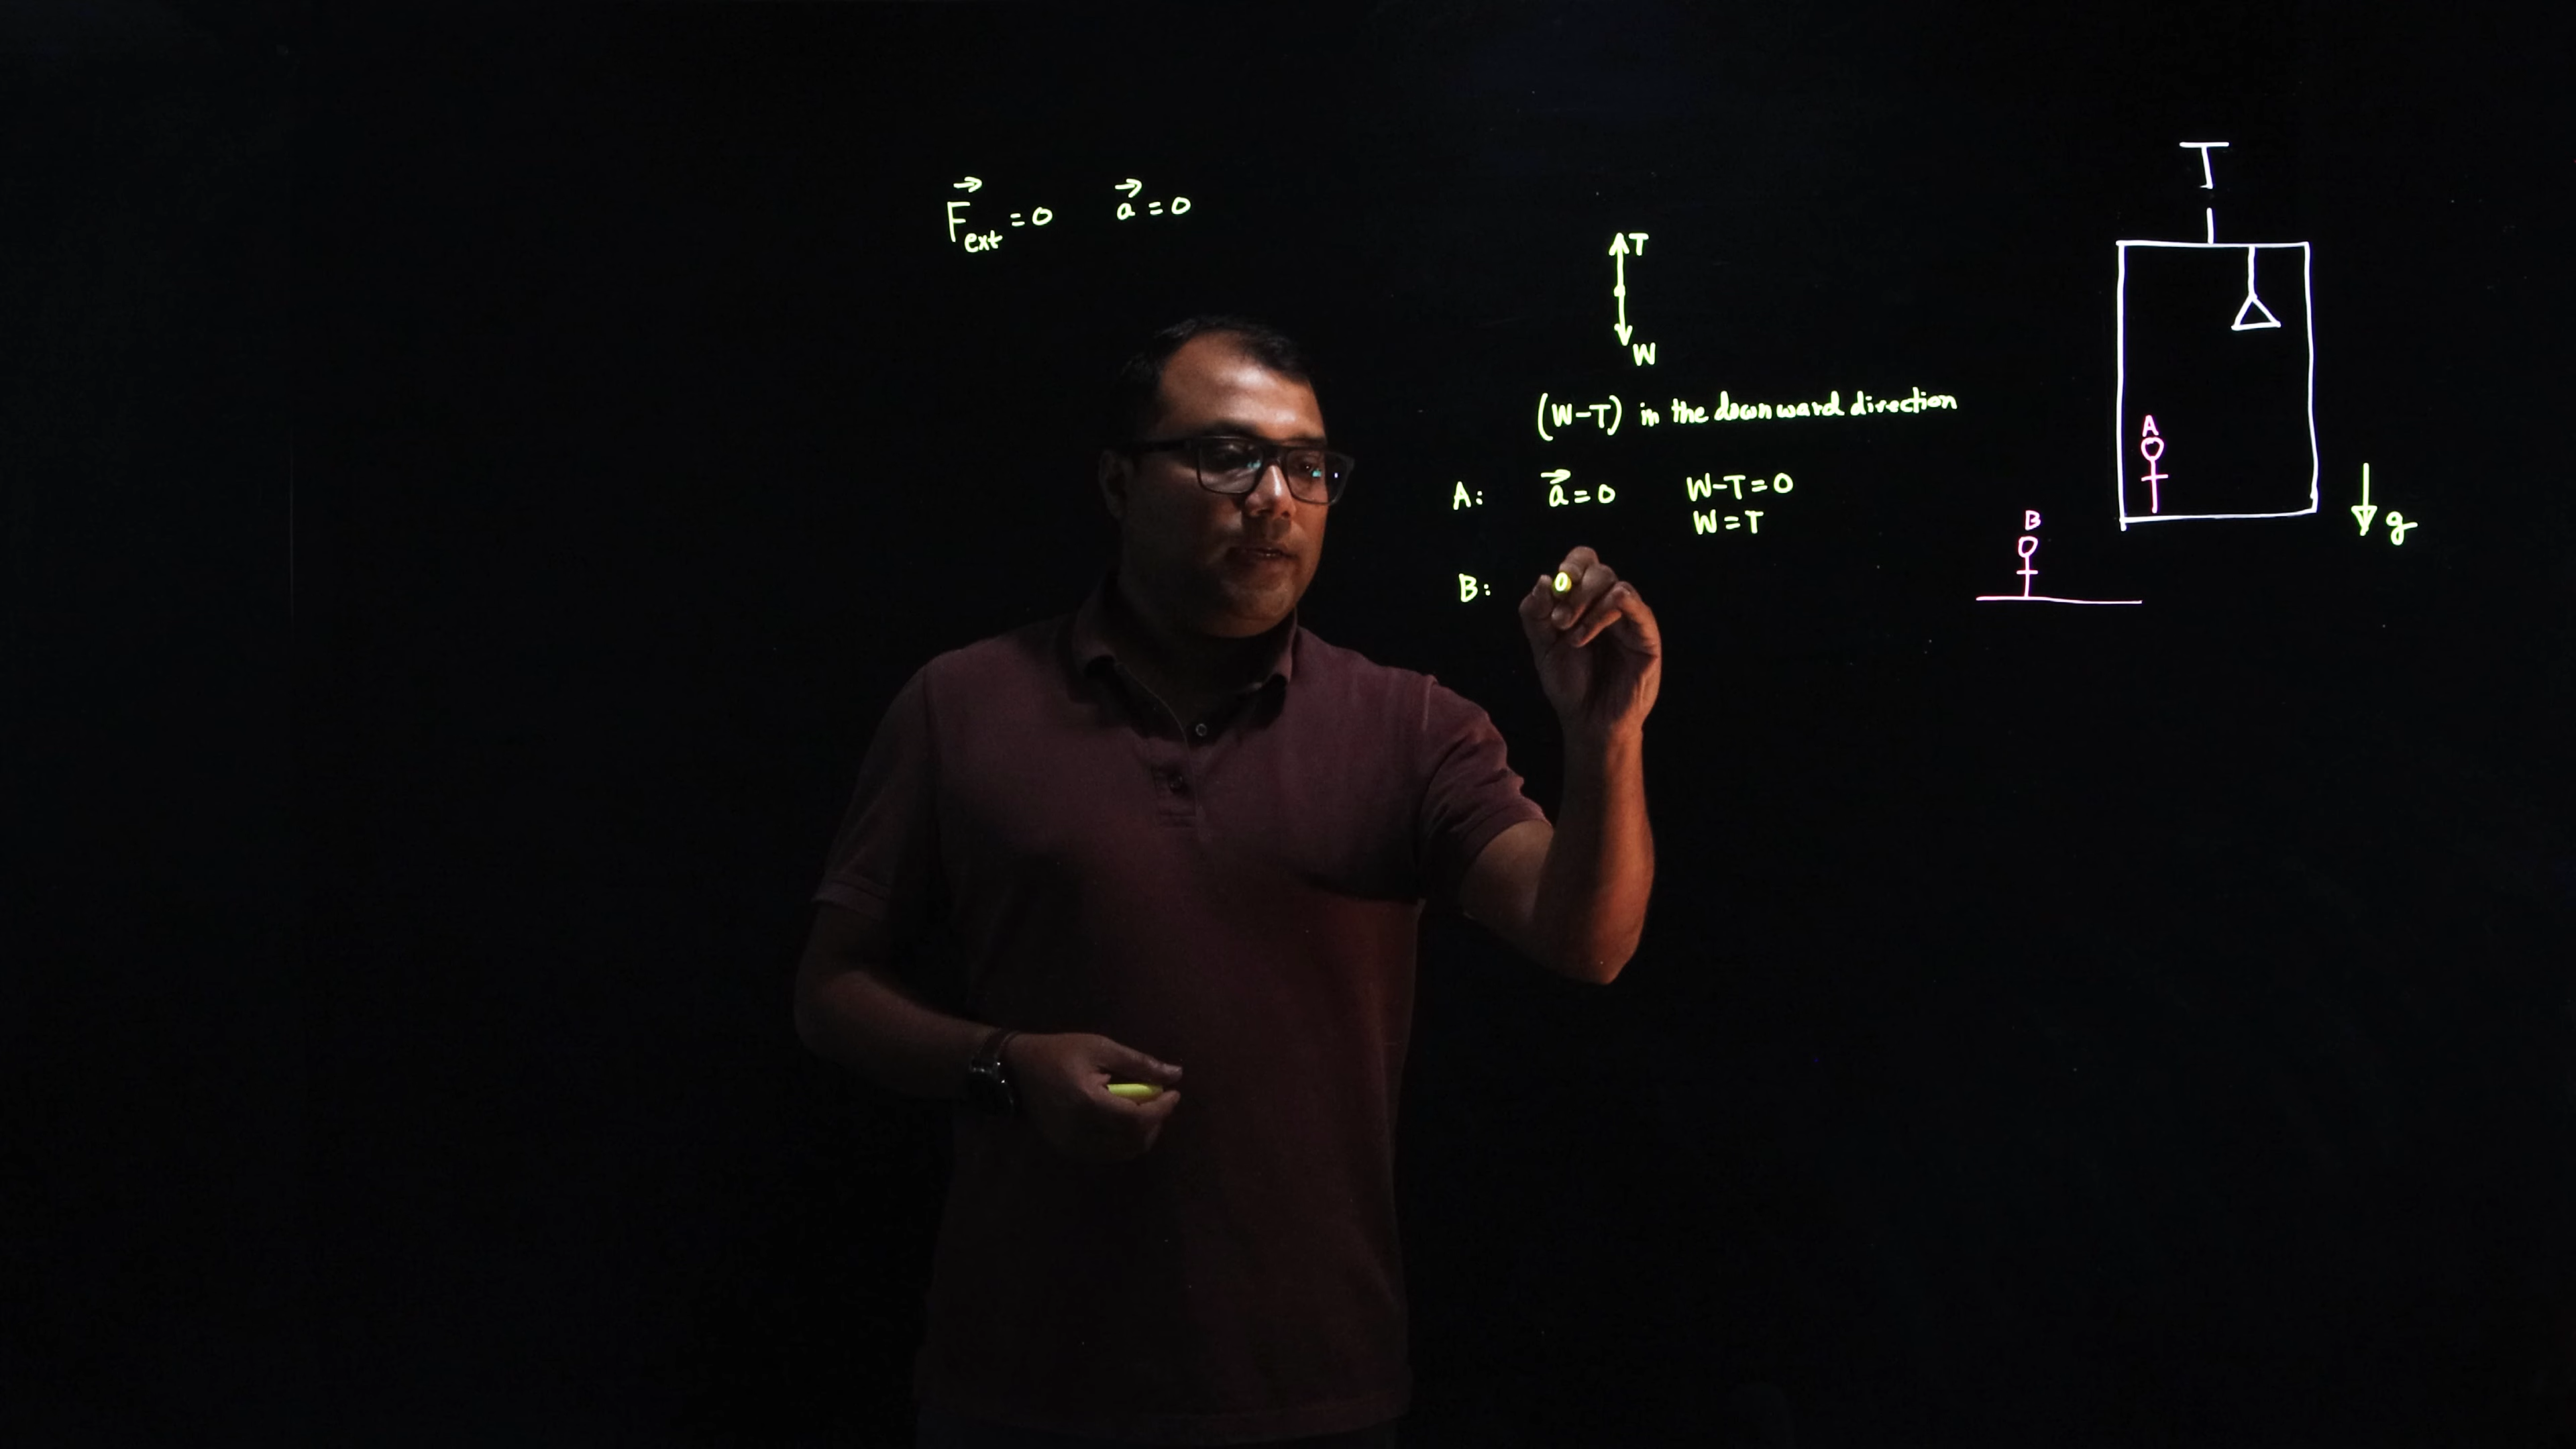 F⃗ext = 0 a⃗ = 0
T
W
(W-T) in the downward direction
A: a⃗ = 0 W-T = 0
W = T
B:
A
B
g